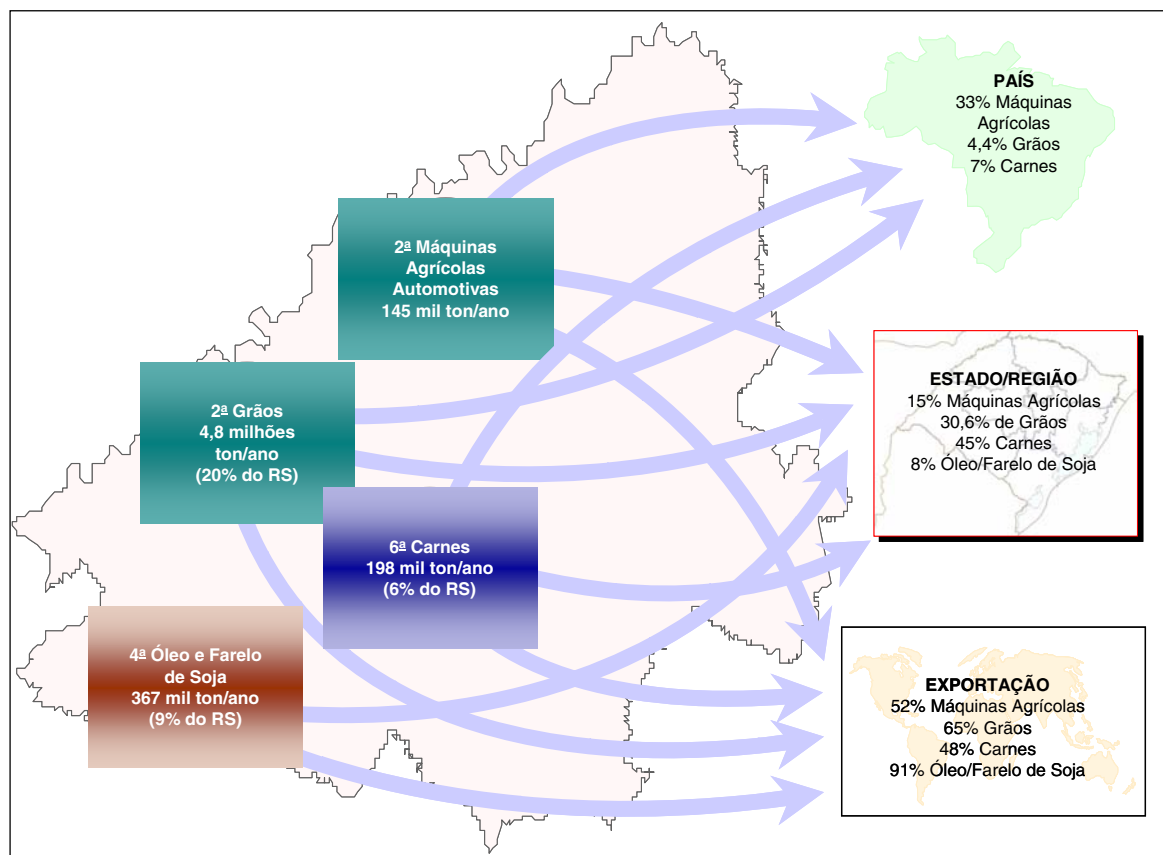 PAÍS
33% Máquinas
Agrícolas
4,4% Grãos
7% Carnes
2ª Máquinas
Agrícolas
Automotivas
145 mil ton/ano
2ª Grãos
4,8 milhões
ton/ano
(20% do RS)
ESTADO/REGIÃO
15% Máquinas Agrícolas
30,6% de Grãos
45% Carnes
8% Óleo/Farelo de Soja
6ª Carnes
198 mil ton/ano
(6% do RS)
4ª Óleo e Farelo
de Soja
367 mil ton/ano
(9% do RS)
EXPORTAÇÃO
52% Máquinas Agrícolas
65% Grãos
48% Carnes
91% Óleo/Farelo de Soja